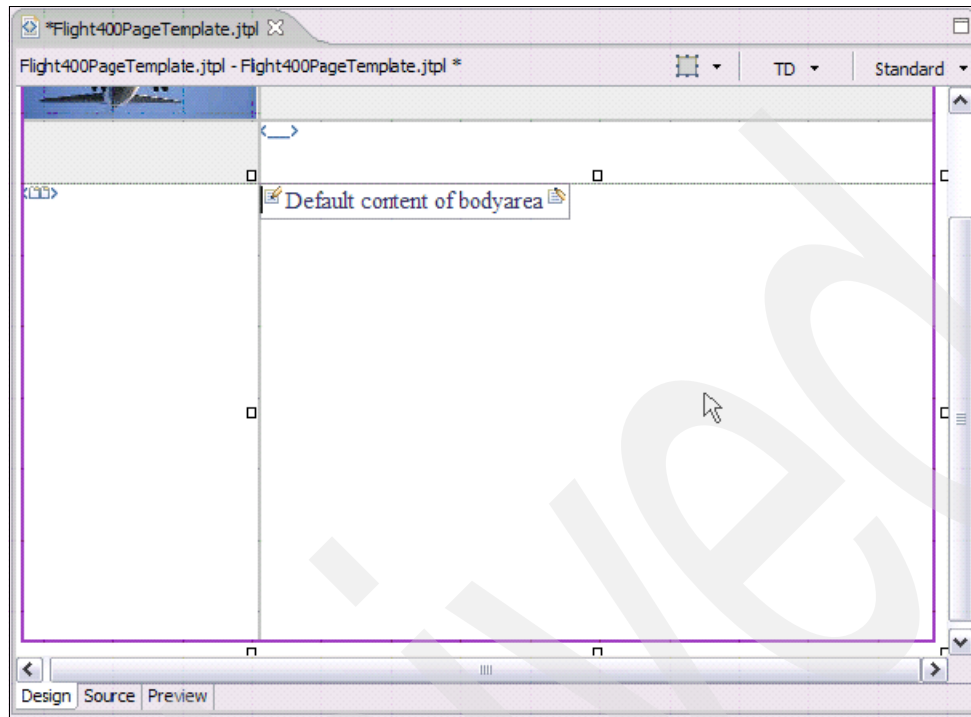 *Flight400PageTemplate.jtpl
Flight400PageTemplate.jtpl - Flight400PageTemplate.jtpl *
TD
Standard
Default content of bodyarea
Design
Source
Preview